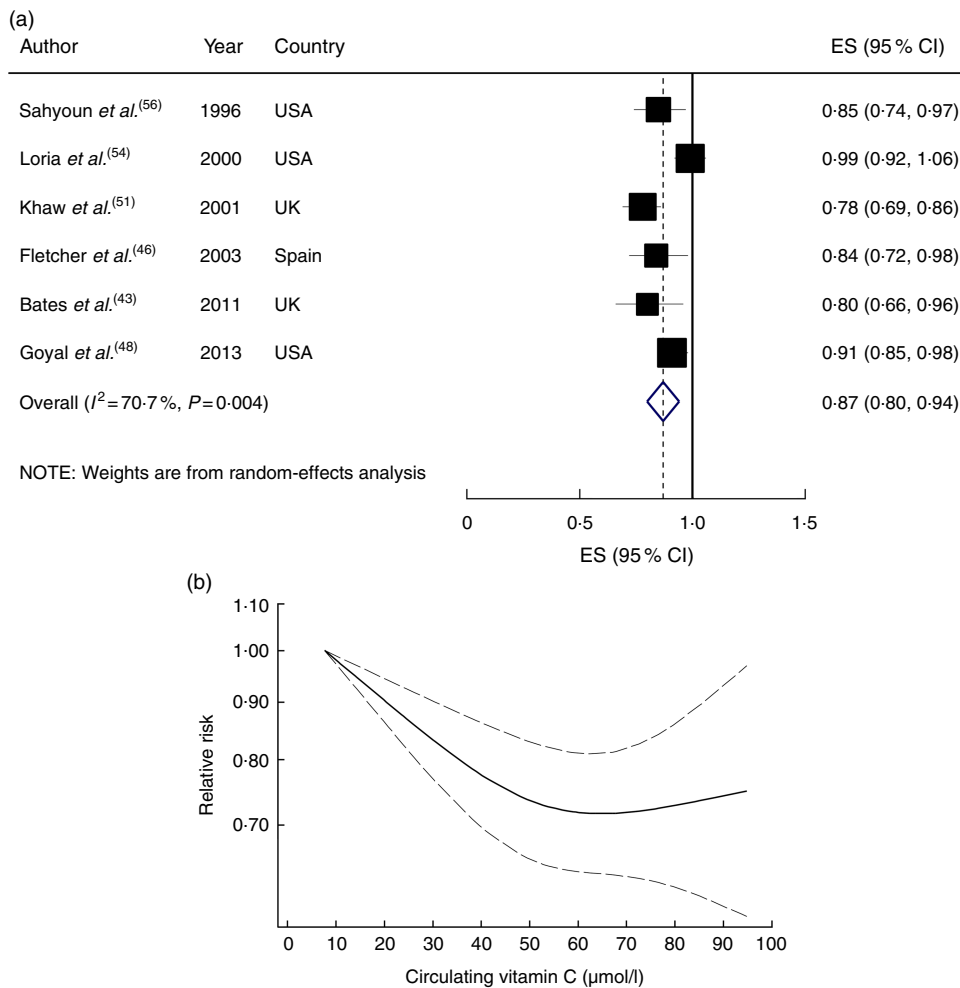 (a)
Author Year Country ES (95 % CI)
Sahyoun et al.(56) 1996 USA 0·85 (0·74, 0·97)
Loria et al.(54) 2000 USA 0·99 (0·92, 1·06)
Khaw et al.(51) 2001 UK 0·78 (0·69, 0·86)
Fletcher et al.(46) 2003 Spain 0·84 (0·72, 0·98)
Bates et al.(43) 2011 UK 0·80 (0·66, 0·96)
Goyal et al.(48) 2013 USA 0·91 (0·85, 0·98)
Overall (I2=70·7 %, P=0·004) 0·87 (0·80, 0·94)
NOTE: Weights are from random-effects analysis
0 0·5 1·0 1·5
ES (95 % CI)
(b)
1·10
1·00
0·90
0·80
0·70
Relative risk
0 10 20 30 40 50 60 70 80 90 100
Circulating vitamin C (µmol/l)